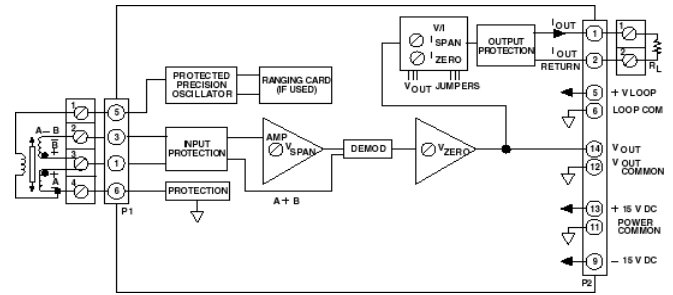 V/I
I SPAN
I ZERO
V OUT JUMPERS
OUTPUT
PROTECTION
I OUT
1
1
I OUT
RETURN
2
2
R L
PROTECTED
PRECISION
OSCILLATOR
RANGING CARD
(IF USED)
5
+ V LOOP
6
LOOP COM
1
5
A – B
2
3
B
+
3
1
+
A
4
6
P1
INPUT
PROTECTION
AMP
V SPAN
DEMOD
V ZERO
14
V OUT
12
V OUT
COMMON
PROTECTION
A + B
13
+ 15 V DC
11
POWER
COMMON
9
– 15 V DC
P2